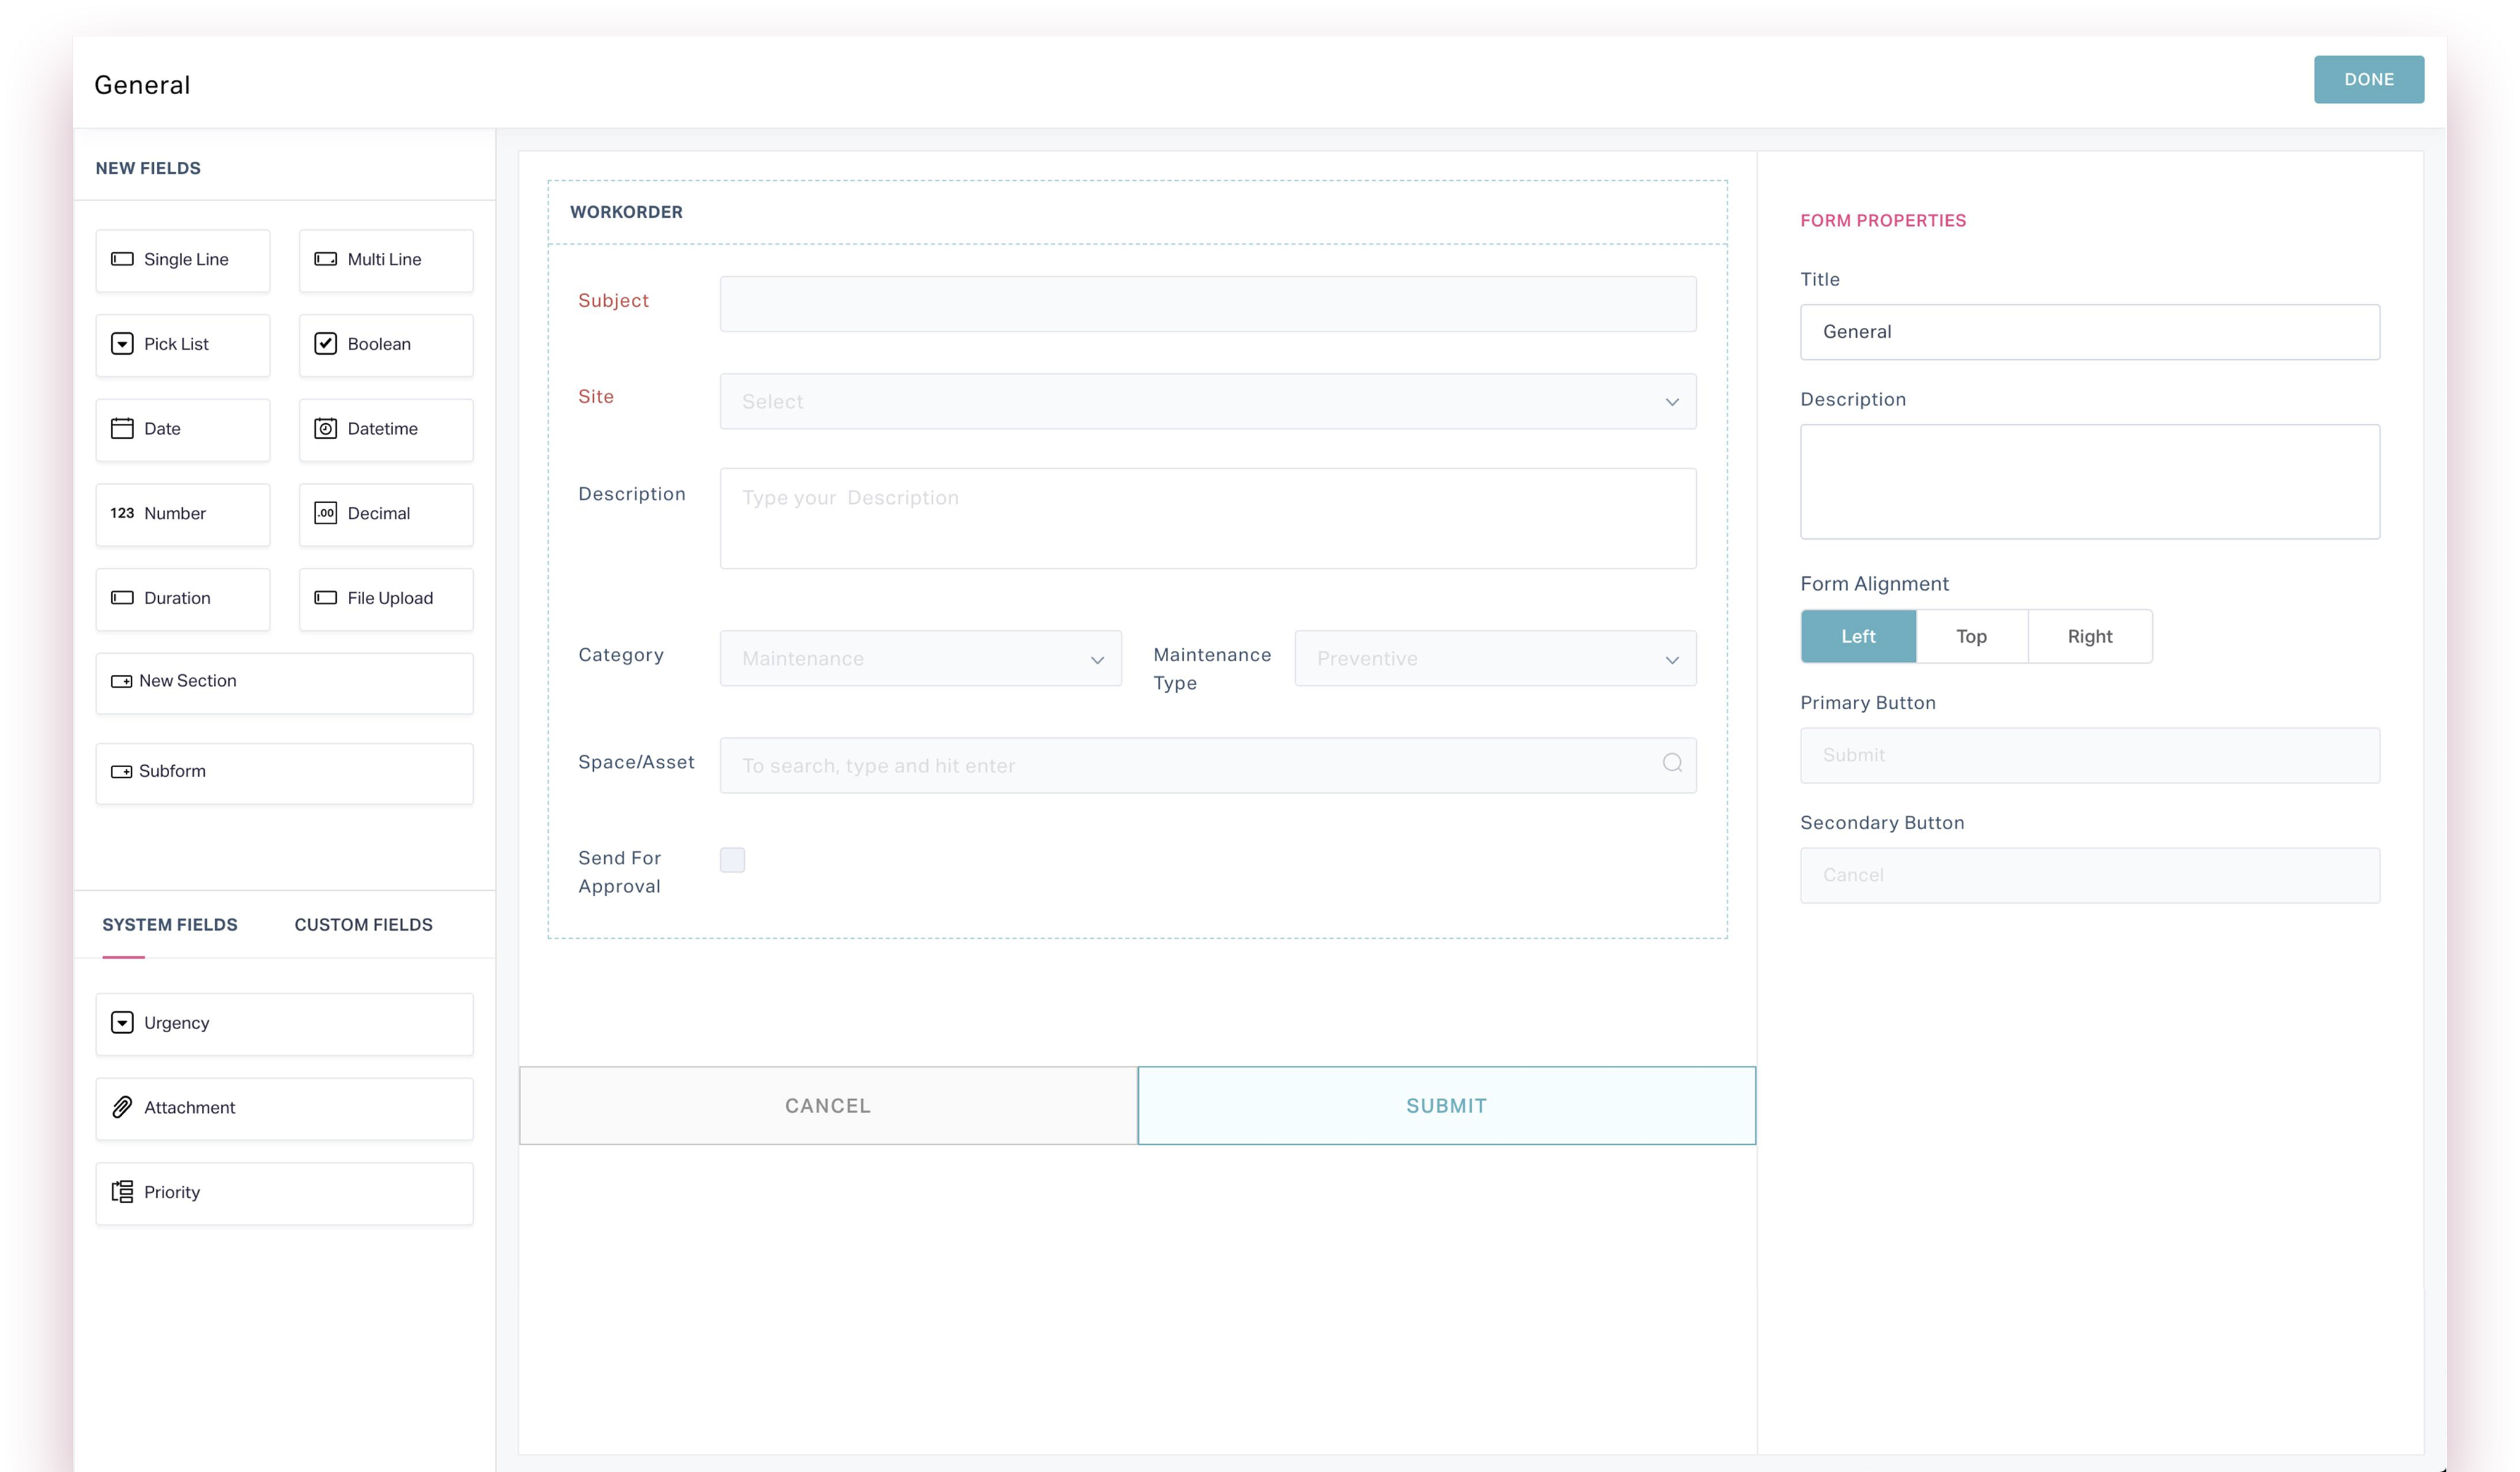 General
DONE
NEW FIELDS
Single Line
Multi Line
Pick List
Boolean
Date
Datetime
123 Number
.00 Decimal
Duration
File Upload
New Section
Subform
SYSTEM FIELDS
CUSTOM FIELDS
Urgency
Attachment
Priority
WORKORDER
Subject
Site
Select
Description
Type your  Description
Category
Maintenance
Maintenance
Type
Preventive
Space/Asset
To search, type and hit enter
Send For
Approval
CANCEL
SUBMIT
FORM PROPERTIES
Title
General
Description
Form Alignment
Left
Top
Right
Primary Button
Submit
Secondary Button
Cancel